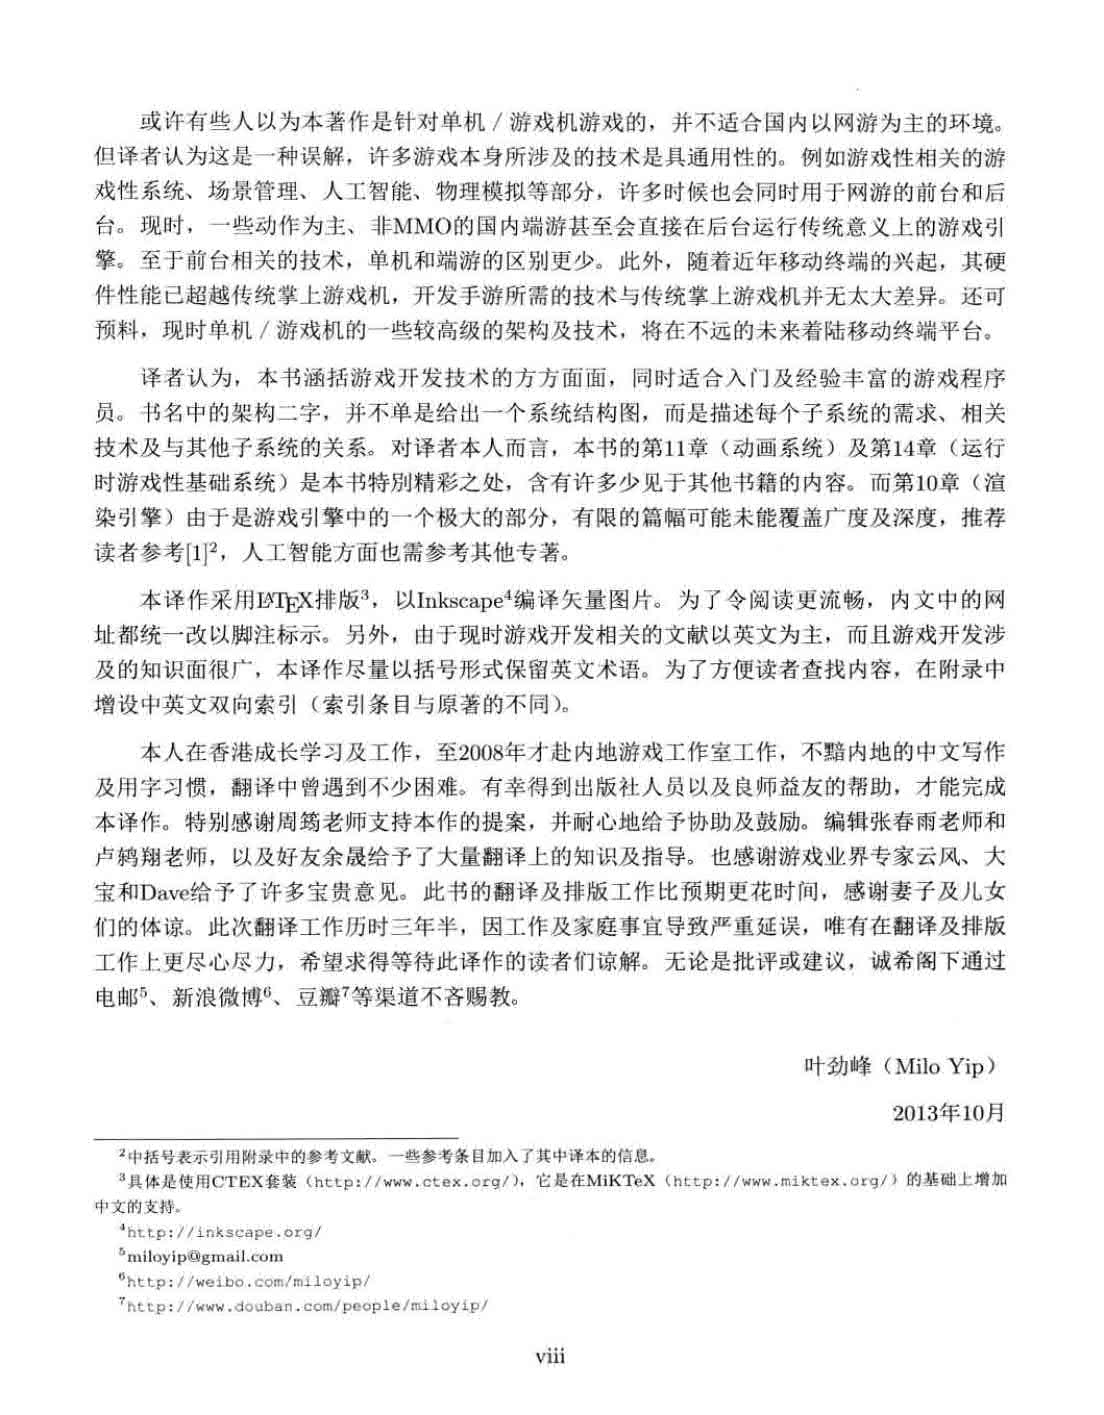 或许有些人以为本著作是针对单机 / 游戏机游戏的，并不适合国内以网游为主的环境。
但译者认为这是一种误解，许多游戏本身所涉及的技术是具通用性的。例如游戏性相关的游
戏性系统、场景管理、人工智能、物理模拟等部分，许多时候也会同时用于网游的前台和后
台。现时，一些动作为主、非MMO的国内端游甚至会直接在后台运行传统意义上的游戏引
擎。至于前台相关的技术，单机和端游的区别更少。此外，随着近年移动终端的兴起，其硬
件性能已超越传统掌上游戏机，开发手游所需的技术与传统掌上游戏机并无太大差异。还可
预料，现时单机 / 游戏机的一些较高级的架构及技术，将在不远的未来着陆移动终端平台。
译者认为，本书涵括游戏开发技术的方方面面，同时适合入门及经验丰富的游戏程序
员。书名中的架构二字，并不单是给出一个系统结构图，而是描述每个子系统的需求、相关
技术及与其他子系统的关系。对译者本人而言，本书的第11章（动画系统）及第14章（运行
时游戏性基础系统）是本书特别精彩之处，含有许多少见于其他书籍的内容。而第10章（渲
染引擎）由于是游戏引擎中的一个极大的部分，有限的篇幅可能未能覆盖广度及深度，推荐
读者参考[1]²，人工智能方面也需参考其他专著。
本译作采用LATEX排版³，以Inkscape⁴编译矢量图片。为了令阅读更流畅，内文中的网
址都统一改以脚注标示。另外，由于现时游戏开发相关的文献以英文为主，而且游戏开发涉
及的知识面很广，本译作尽量以括号形式保留英文术语。为了方便读者查找内容，在附录中
增设中英文双向索引（索引条目与原著的不同）。
本人在香港成长学习及工作，至2008年才赴内地游戏工作室工作，不黯内地的中文写作
及用字习惯，翻译中曾遇到不少困难。有幸得到出版社人员以及良师益友的帮助，才能完成
本译作。特别感谢周筠老师支持本作的提案，并耐心地给予协助及鼓励。编辑张春雨老师和
卢鸫翔老师，以及好友余晟给予了大量翻译上的知识及指导。也感谢游戏业界专家云风、大
宝和Dave给予了许多宝贵意见。此书的翻译及排版工作比预期更花时间，感谢妻子及儿女
们的体谅。此次翻译工作历时三年半，因工作及家庭事宜导致严重延误，唯有在翻译及排版
工作上更尽心尽力，希望求得等待此译作的读者们谅解。无论是批评或建议，诚希阁下通过
电邮⁵、新浪微博⁶、豆瓣⁷等渠道不吝赐教。
叶劲峰（Milo Yip）
2013年10月
²中括号表示引用附录中的参考文献。一些参考条目加入了其中译本的信息。
³具体是使用CTEX套装（http://www.ctex.org/），它是在MiKTeX（http://www.miktex.org/）的基础上增加
中文的支持。
⁴http://inkscape.org/
⁵miloyip@gmail.com
⁶http://weibo.com/miloyip/
⁷http://www.douban.com/people/miloyip/
viii